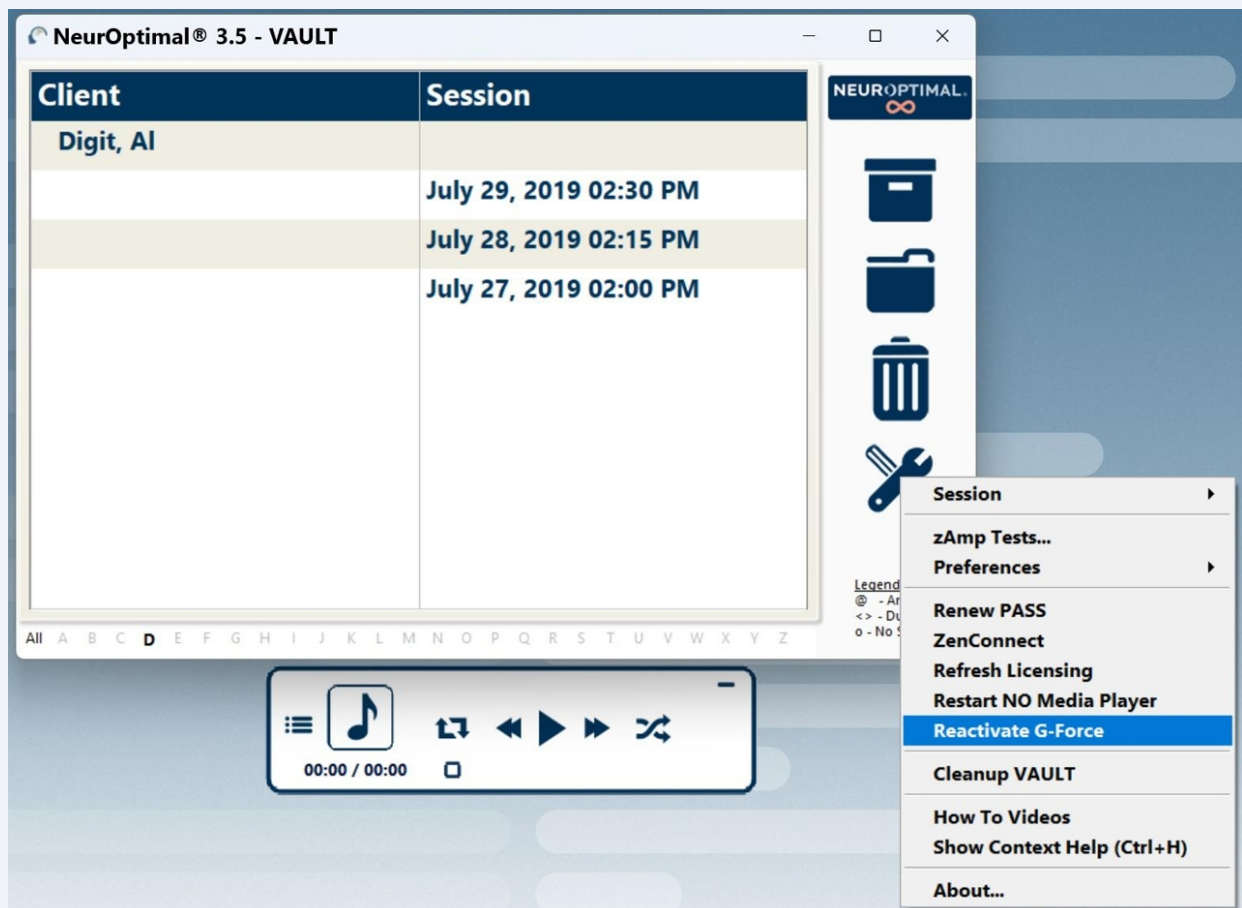 NeurOptimal® 3.5 - VAULT
Client Session
Digit, Al
July 29, 2019 02:30 PM
July 28, 2019 02:15 PM
July 27, 2019 02:00 PM
All A B C D E F G H I J K L M N O P Q R S T U V W X Y Z
NEUROPTIMAL®
Legend
@ - Ar
<> - Du
o - No S
00:00 / 00:00
Session
zAmp Tests...
Preferences
Renew PASS
ZenConnect
Refresh Licensing
Restart NO Media Player
Reactivate G-Force
Cleanup VAULT
How To Videos
Show Context Help (Ctrl+H)
About...